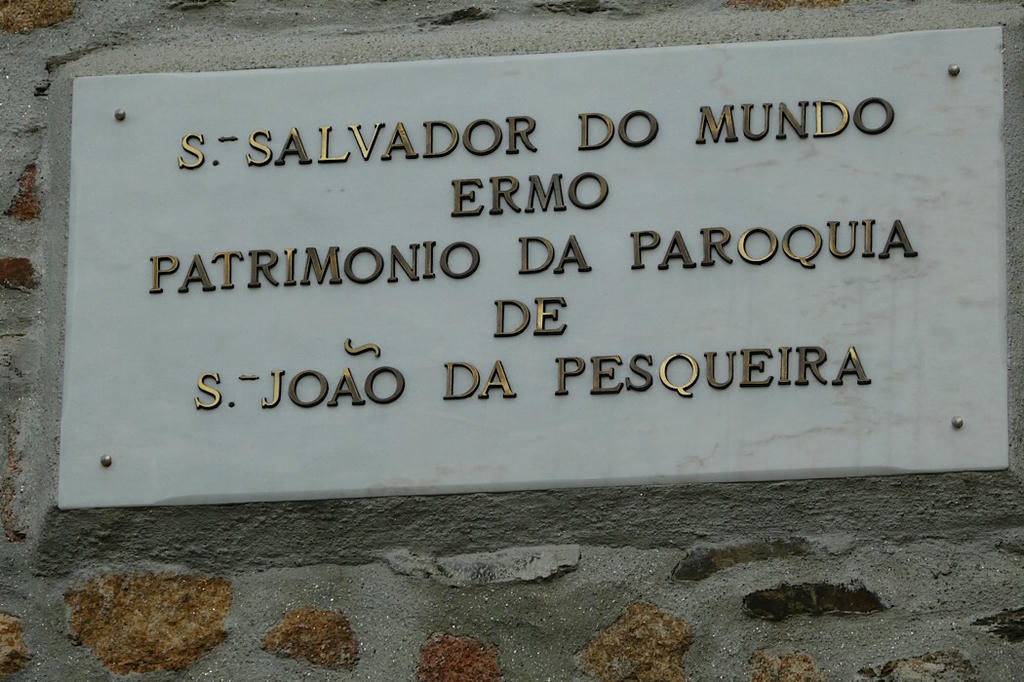 S.- SALVADOR DO MUNDO
ERMO
PATRIMONIO DA PAROQUIA
DE
S.- JOÃO DA PESQUEIRA